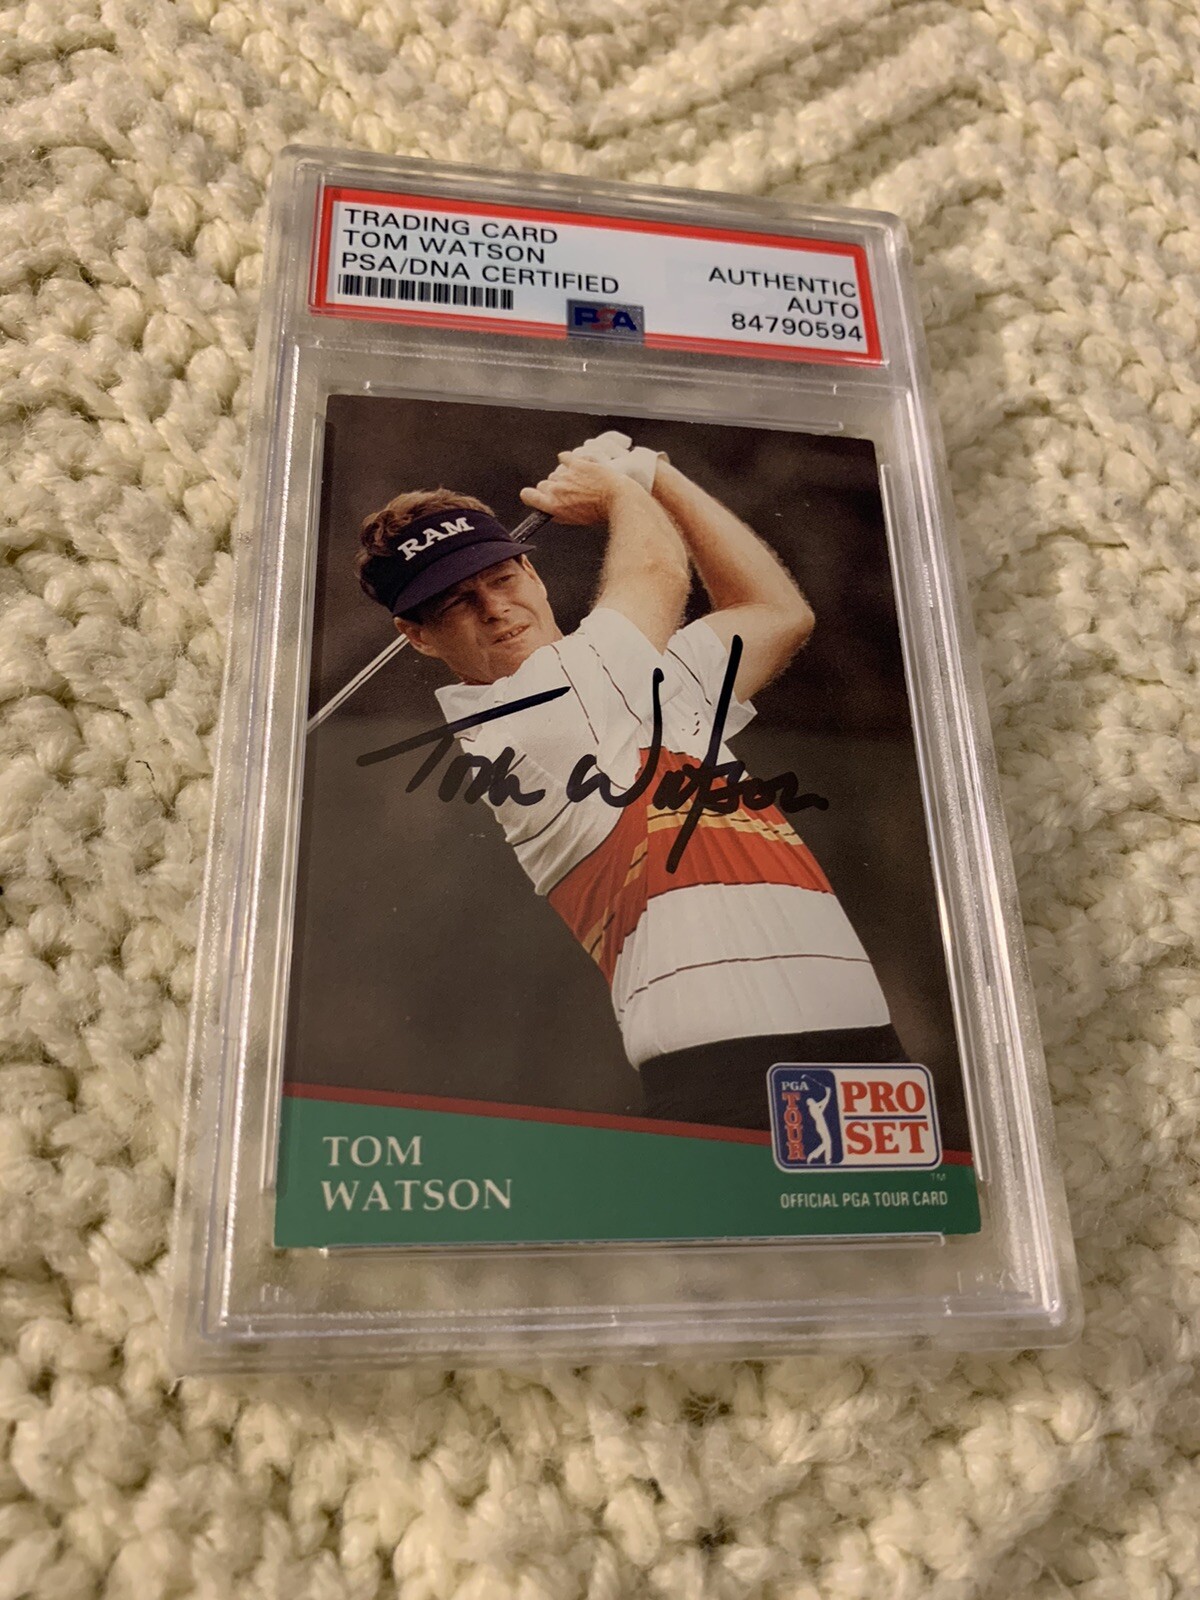 TRADING CARD
TOM WATSON
PSA/DNA CERTIFIED
AUTHENTIC
AUTO
84790594
PSA
RAM
Tom Watson
PGA
TOUR
PRO
SET
TM
TOM
WATSON
OFFICIAL PGA TOUR CARD